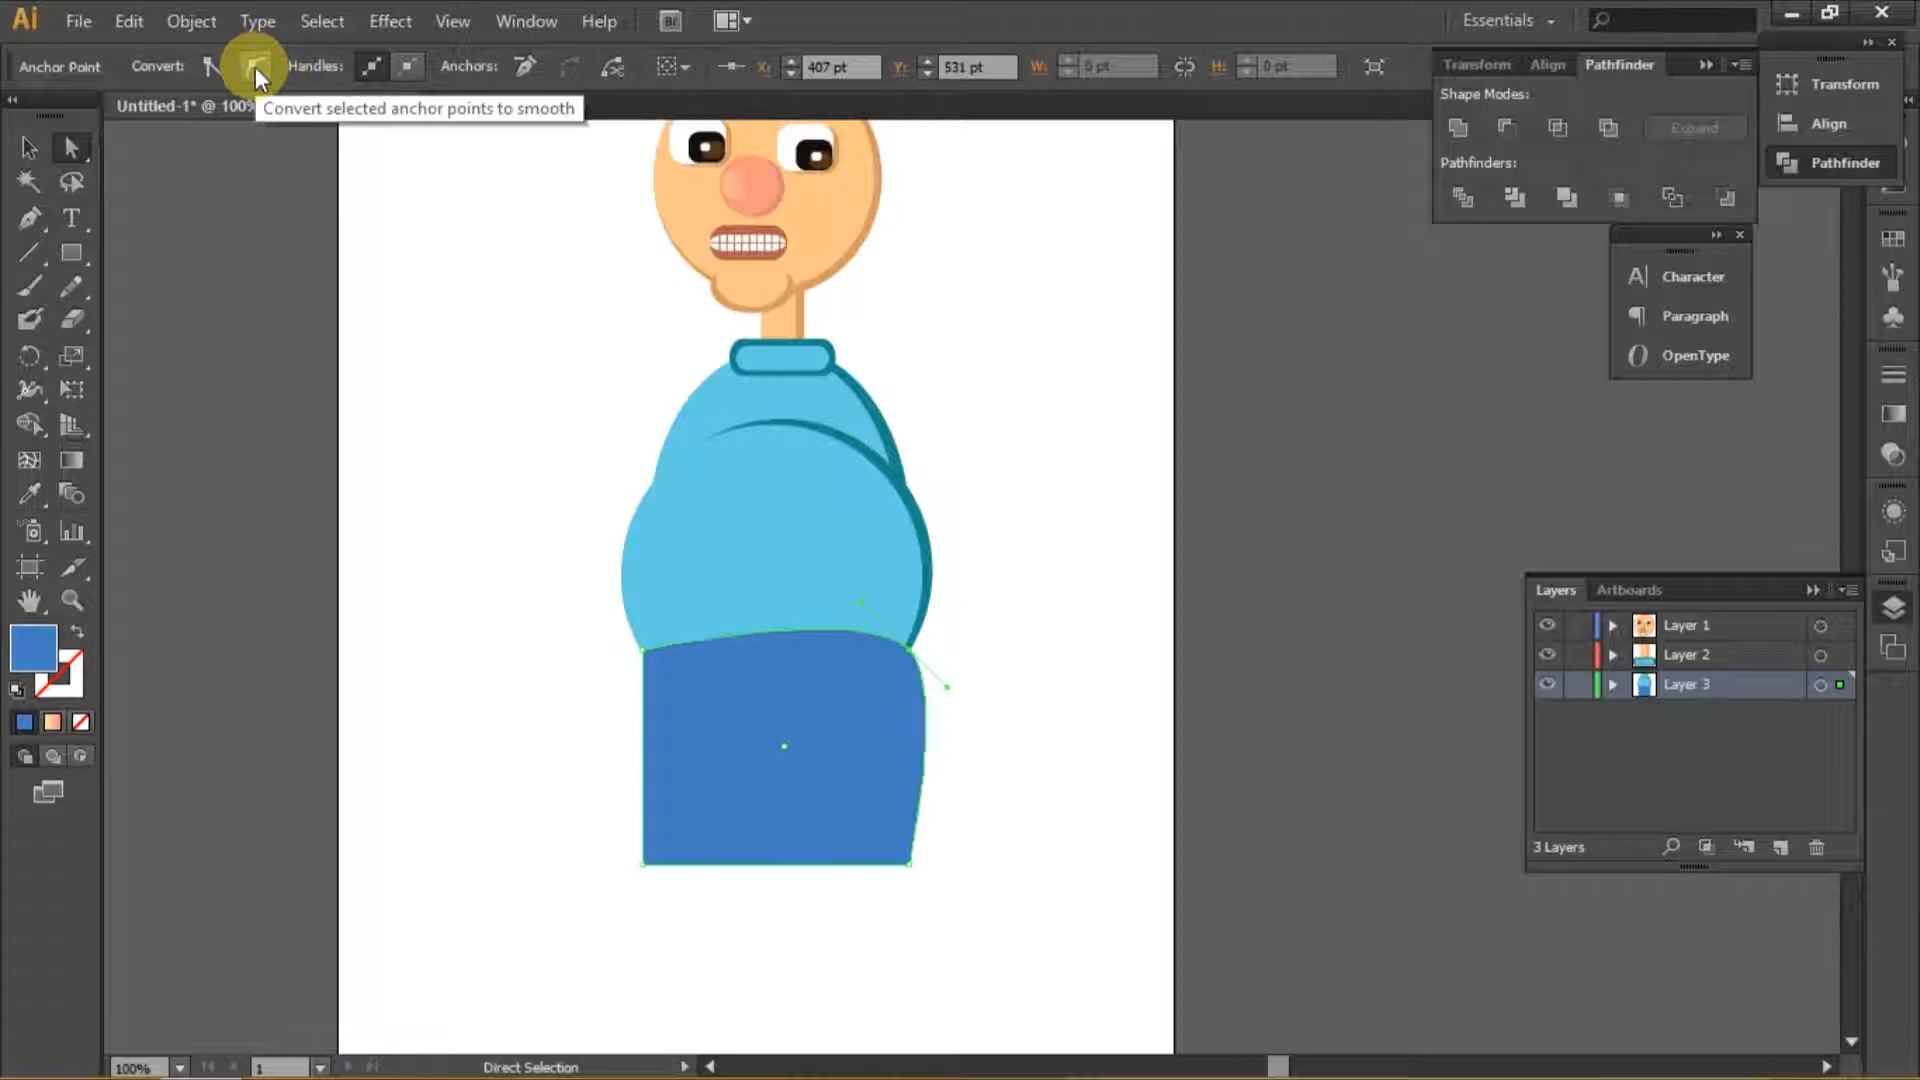 Ai File Edit Object Type Select Effect View Window Help Br Essentials
Anchor Point Convert: Handles: Anchors: X: 407 pt Y: 531 pt W: 0 pt H: 0 pt
Transform Align Pathfinder
Untitled-1* @ 100%
Convert selected anchor points to smooth
Shape Modes:
Expand
Pathfinders:
Transform
Align
Pathfinder
Character
Paragraph
OpenType
Layers Artboards
Layer 1
Layer 2
Layer 3
3 Layers
100% 1 Direct Selection